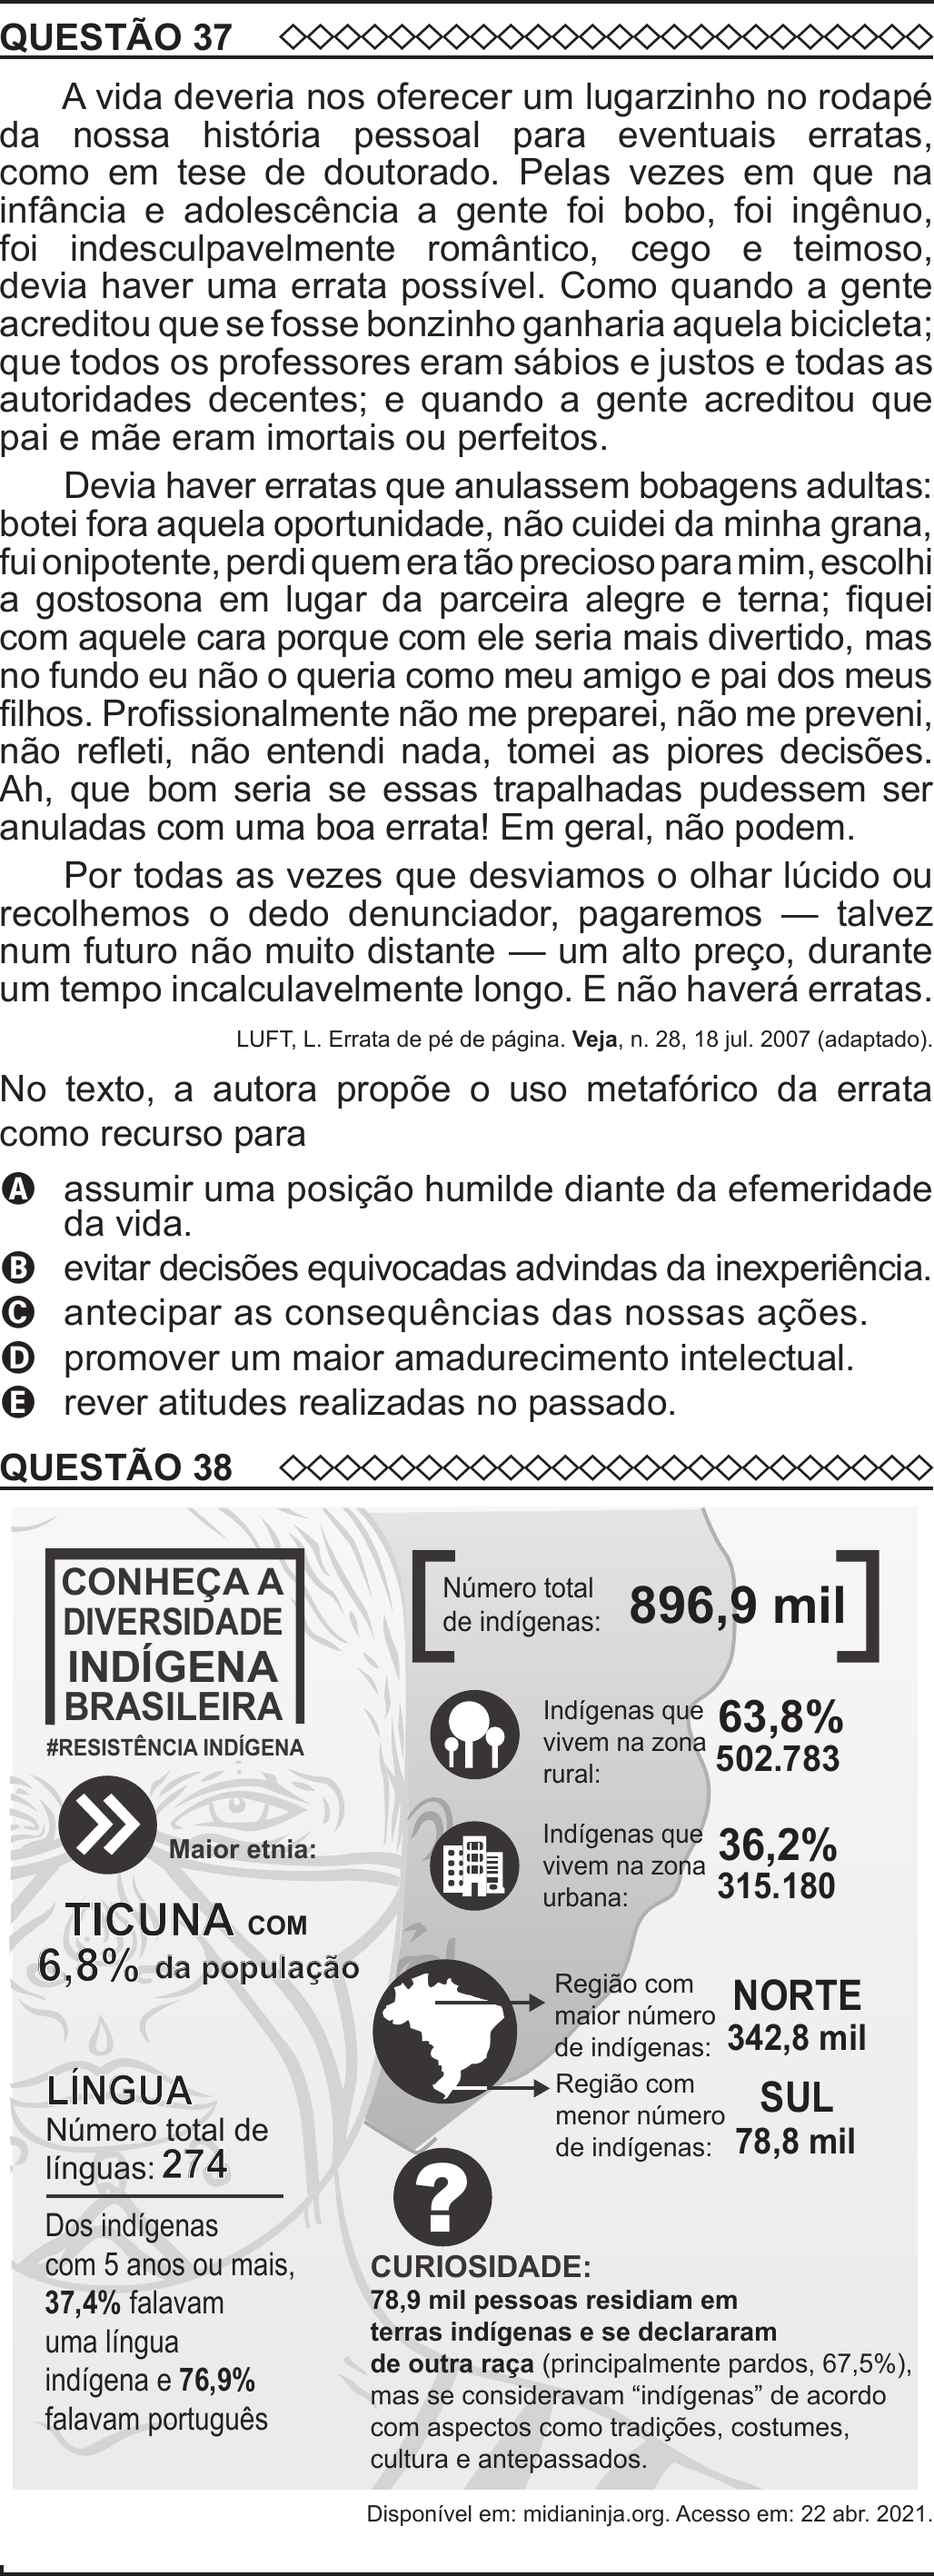 QUESTÃO 37
A vida deveria nos oferecer um lugarzinho no rodapé
da nossa história pessoal para eventuais erratas,
como em tese de doutorado. Pelas vezes em que na
infância e adolescência a gente foi bobo, foi ingênuo,
foi indesculpavelmente romântico, cego e teimoso,
devia haver uma errata possível. Como quando a gente
acreditou que se fosse bonzinho ganharia aquela bicicleta;
que todos os professores eram sábios e justos e todas as
autoridades decentes; e quando a gente acreditou que
pai e mãe eram imortais ou perfeitos.
Devia haver erratas que anulassem bobagens adultas:
botei fora aquela oportunidade, não cuidei da minha grana,
fui onipotente, perdi quem era tão precioso para mim, escolhi
a gostosona em lugar da parceira alegre e terna; fiquei
com aquele cara porque com ele seria mais divertido, mas
no fundo eu não o queria como meu amigo e pai dos meus
filhos. Profissionalmente não me preparei, não me preveni,
não refleti, não entendi nada, tomei as piores decisões.
Ah, que bom seria se essas trapalhadas pudessem ser
anuladas com uma boa errata! Em geral, não podem.
Por todas as vezes que desviamos o olhar lúcido ou
recolhemos o dedo denunciador, pagaremos — talvez
num futuro não muito distante — um alto preço, durante
um tempo incalculavelmente longo. E não haverá erratas.
LUFT, L. Errata de pé de página. Veja, n. 28, 18 jul. 2007 (adaptado).
No texto, a autora propõe o uso metafórico da errata
como recurso para
A assumir uma posição humilde diante da efemeridade
da vida.
B evitar decisões equivocadas advindas da inexperiência.
C antecipar as consequências das nossas ações.
D promover um maior amadurecimento intelectual.
E rever atitudes realizadas no passado.
QUESTÃO 38
CONHEÇA A
DIVERSIDADE
INDÍGENA
BRASILEIRA
#RESISTÊNCIA INDÍGENA
Maior etnia:
TICUNA COM
6,8% da população
LÍNGUA
Número total de
línguas: 274
Dos indígenas
com 5 anos ou mais,
37,4% falavam
uma língua
indígena e 76,9%
falavam português
Número total
de indígenas: 896,9 mil
Indígenas que
vivem na zona
rural:
63,8%
502.783
Indígenas que
vivem na zona
urbana:
36,2%
315.180
Região com
maior número
de indígenas:
NORTE
342,8 mil
Região com
menor número
de indígenas:
SUL
78,8 mil
?
CURIOSIDADE:
78,9 mil pessoas residiam em
terras indígenas e se declararam
de outra raça (principalmente pardos, 67,5%),
mas se consideravam “indígenas” de acordo
com aspectos como tradições, costumes,
cultura e antepassados.
Disponível em: midianinja.org. Acesso em: 22 abr. 2021.